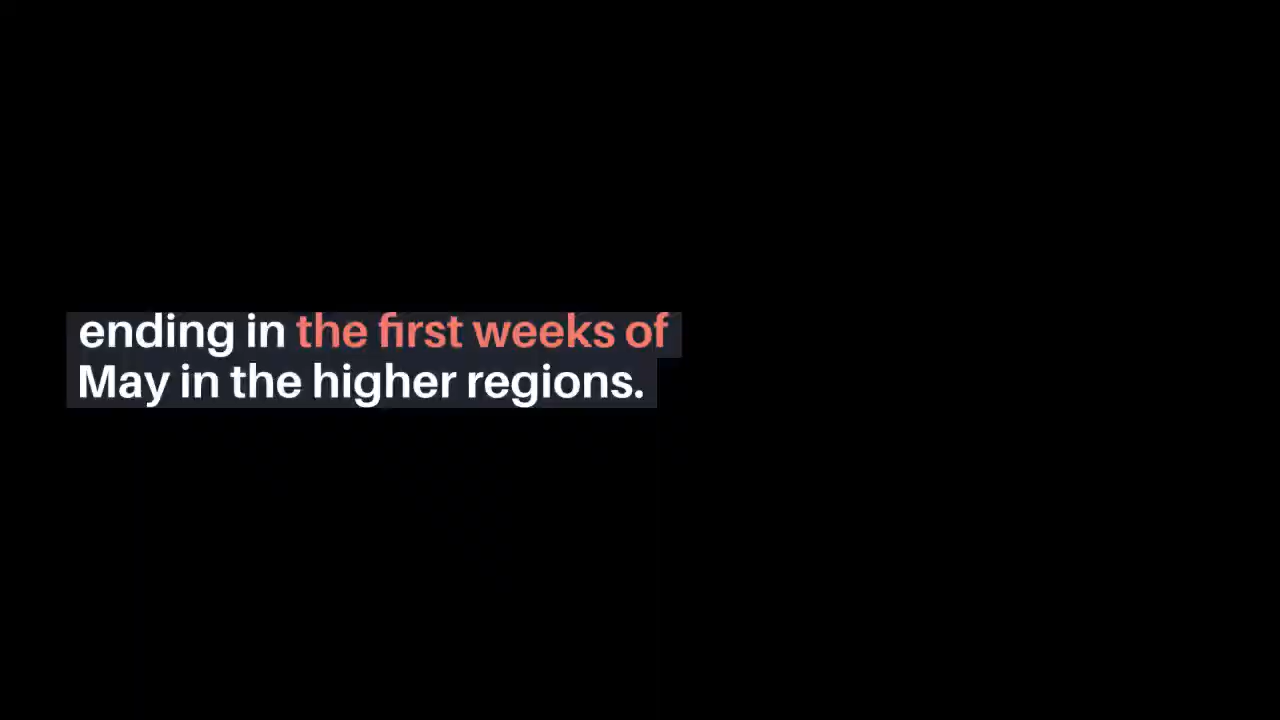 ending in the first weeks of
May in the higher regions.